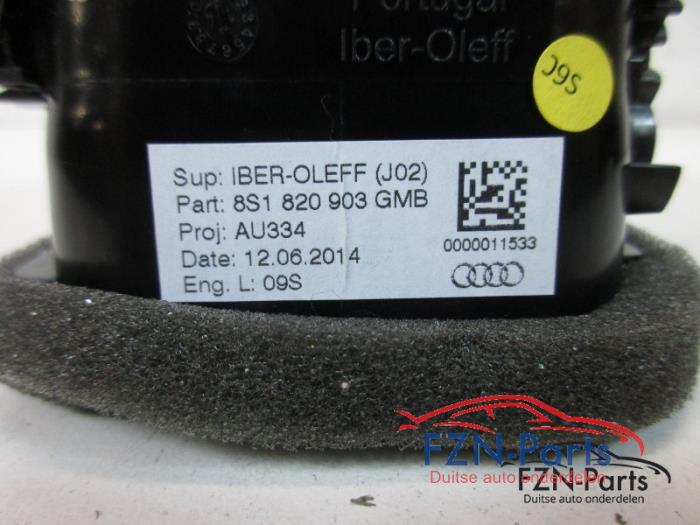 Portugal
Iber-Oleff
S6C
Sup: IBER-OLEFF (J02)
Part: 8S1 820 903 GMB
Proj: AU334
Date: 12.06.2014
Eng. L: 09S
0000011533
FZN-Parts
Duitse auto onderdelen
FZN-Parts
Duitse auto onderdelen